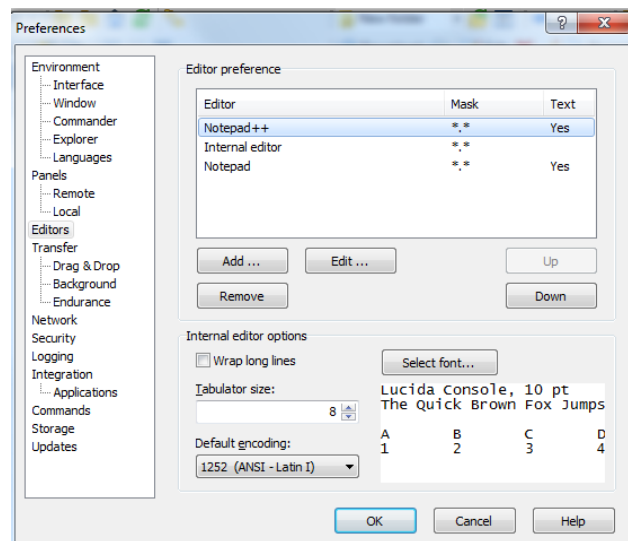 New Folder
Preferences
Environment
Interface
Window
Commander
Explorer
Languages
Panels
Remote
Local
Editors
Transfer
Drag & Drop
Background
Endurance
Network
Security
Logging
Integration
Applications
Commands
Storage
Updates
Editor preference
Editor Mask Text
Notepad++ *.* Yes
Internal editor *.*
Notepad *.* Yes
Add ... Edit ... Up
Remove Down
Internal editor options
Wrap long lines
Select font...
Tabulator size:
8
Default encoding:
1252 (ANSI - Latin I)
Lucida Console, 10 pt
The Quick Brown Fox Jumps
A B C D
1 2 3 4
OK Cancel Help